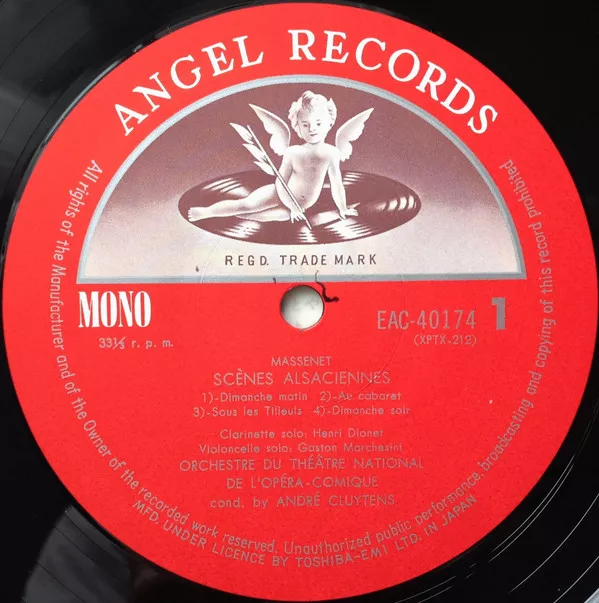 ANGEL RECORDS
REGD. TRADE MARK
MONO
33⅓ r. p. m.
EAC-40174 1
(XPTX-212)
MASSENET
SCÈNES ALSACIENNES
1)-Dimanche matin 2)-Au cabaret
3)-Sous les Tilleuls 4)-Dimanche soir
Clarinette solo: Henri Dionet
Violoncelle solo: Gaston Marchesini
ORCHESTRE DU THÉÂTRE NATIONAL
DE L'OPÉRA-COMIQUE
cond. by ANDRÉ CLUYTENS
All rights of the Manufacturer and of the Owner of the recorded work reserved. Unauthorized public performance, broadcasting and copying of this record prohibited
MFD. UNDER LICENCE BY TOSHIBA-EMI LTD. IN JAPAN